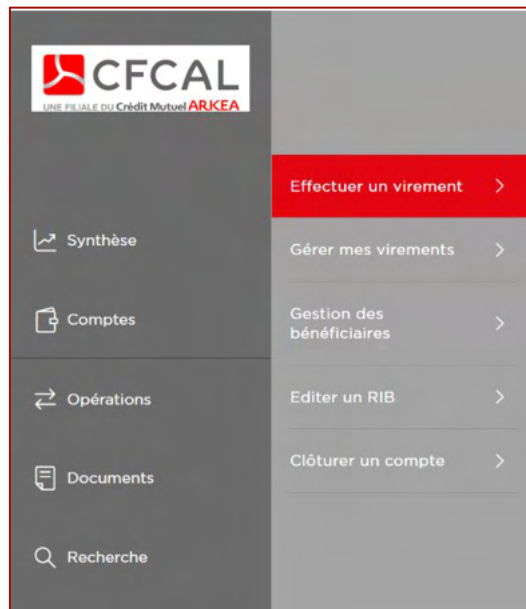 CFCAL
UNE FILIALE DU Crédit Mutuel ARKEA
Synthèse
Comptes
Opérations
Documents
Recherche
Effectuer un virement
Gérer mes virements
Gestion des
bénéficiaires
Editer un RIB
Clôturer un compte